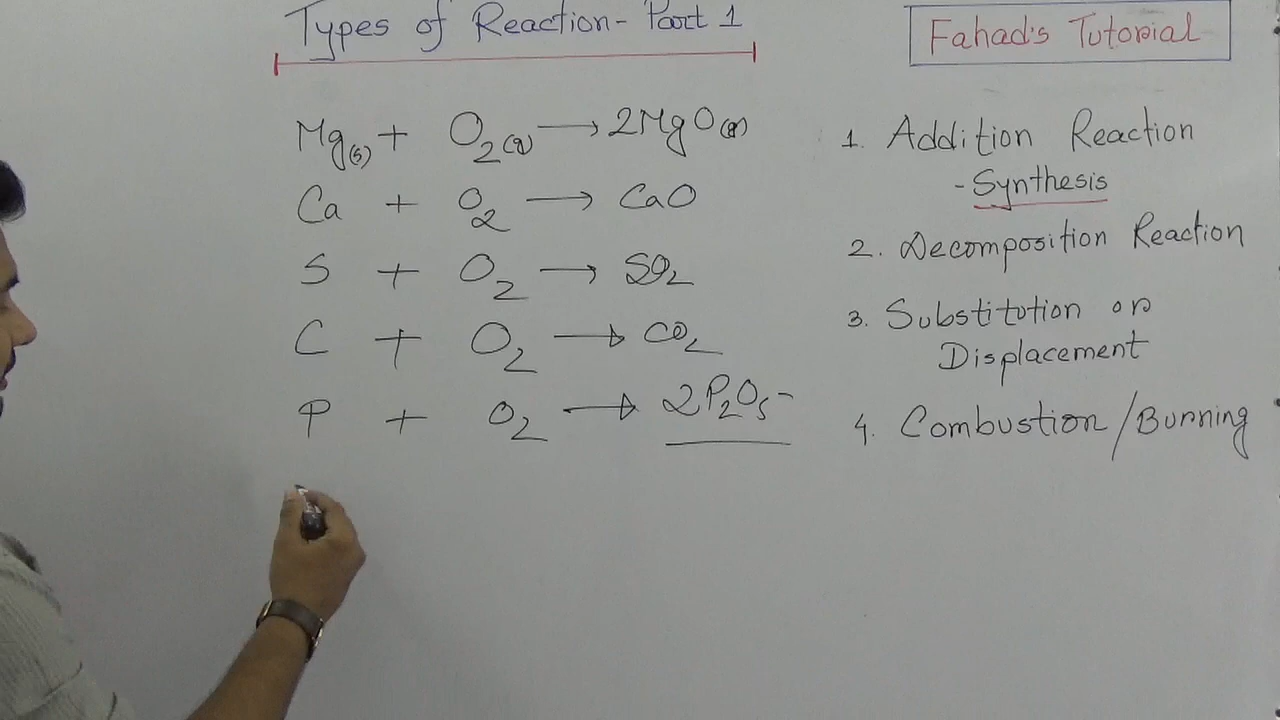 Types of Reaction- Part 1
Fahad's Tutorial
Mg(s) + O2(g) → 2MgO(s)
Ca + O2 → CaO
S + O2 → SO2
C + O2 → CO2
P + O2 → 2P2O5-
1. Addition Reaction
- Synthesis
2. Decomposition Reaction
3. Substitution or
Displacement
4. Combustion/Burning